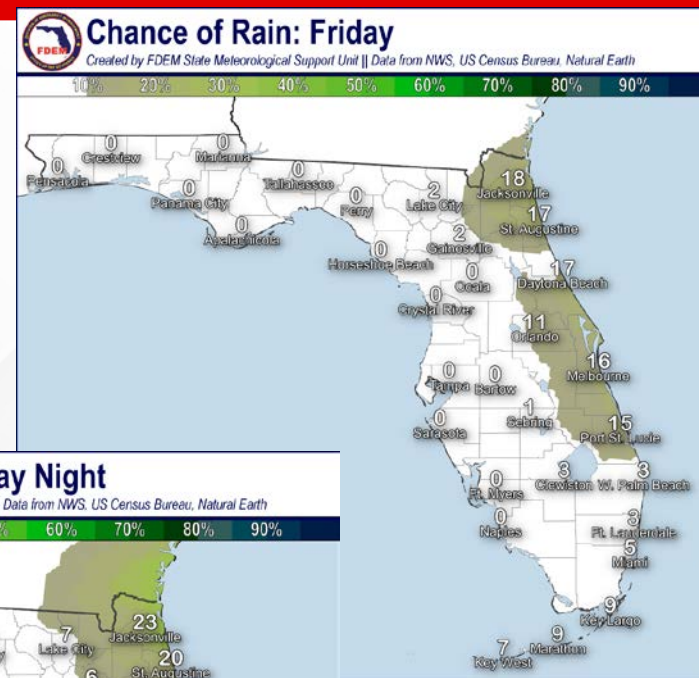 FDEM
Chance of Rain: Friday
Created by FDEM State Meteorological Support Unit || Data from NWS, US Census Bureau, Natural Earth
10% 20% 30% 40% 50% 60% 70% 80% 90%
0
Crestview
0
Marianna
0
Pensacola
0
Panama City
0
Tallahassee
0
Apalachicola
0
Perry
2
Lake City
18
Jacksonville
17
St. Augustine
2
Gainesville
0
Horseshoe Beach
0
Ocala
17
Daytona Beach
0
Crystal River
11
Orlando
16
Melbourne
0
Tampa
0
Bartow
0
Sarasota
1
Sebring
15
Port St. Lucie
0
Ft. Myers
3
Clewiston
3
W. Palm Beach
0
Naples
3
Ft. Lauderdale
5
Miami
9
Key Largo
9
Marathon
7
Key West
ay Night
Data from NWS, US Census Bureau, Natural Earth
60% 70% 80% 90%
7
Lake City
23
Jacksonville
20
St. Augustine
6